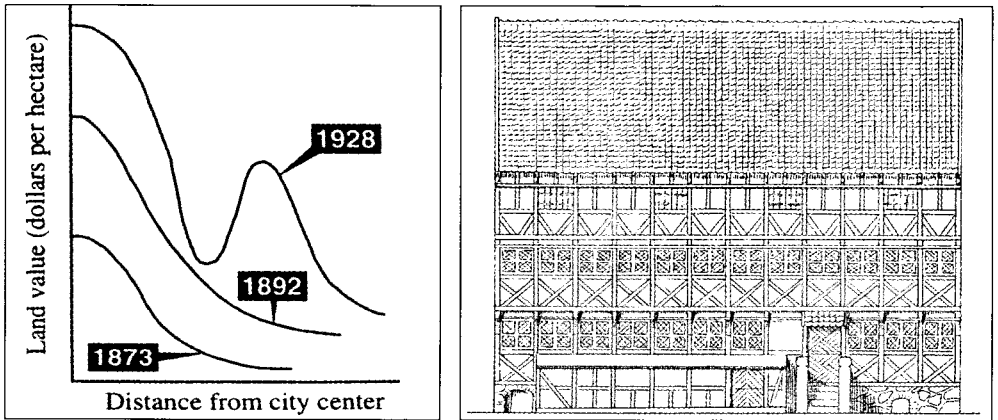 Land value (dollars per hectare)
1928
1892
1873
Distance from city center